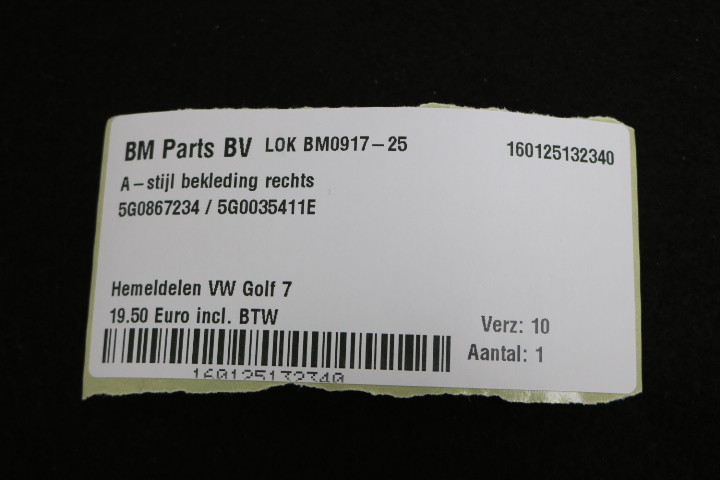 BM Parts BV LOK BM0917-25 160125132340
A-stijl bekleding rechts
5G0867234 / 5G0035411E
Hemeldelen VW Golf 7
19.50 Euro incl. BTW
Verz: 10
Aantal: 1
160125132340